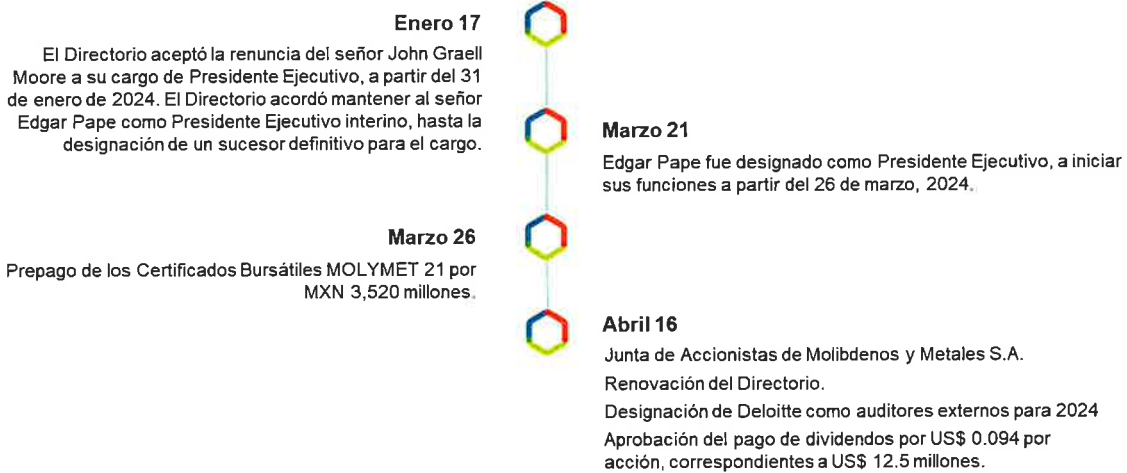 Enero 17
El Directorio aceptó la renuncia del señor John Graell
Moore a su cargo de Presidente Ejecutivo, a partir del 31
de enero de 2024. El Directorio acordó mantener al señor
Edgar Pape como Presidente Ejecutivo interino, hasta la
designación de un sucesor definitivo para el cargo.
Marzo 21
Edgar Pape fue designado como Presidente Ejecutivo, a iniciar
sus funciones a partir del 26 de marzo, 2024.
Marzo 26
Prepago de los Certificados Bursátiles MOLYMET 21 por
MXN 3,520 millones.
Abril 16
Junta de Accionistas de Molibdenos y Metales S.A.
Renovación del Directorio.
Designación de Deloitte como auditores externos para 2024
Aprobación del pago de dividendos por US$ 0.094 por
acción, correspondientes a US$ 12.5 millones.